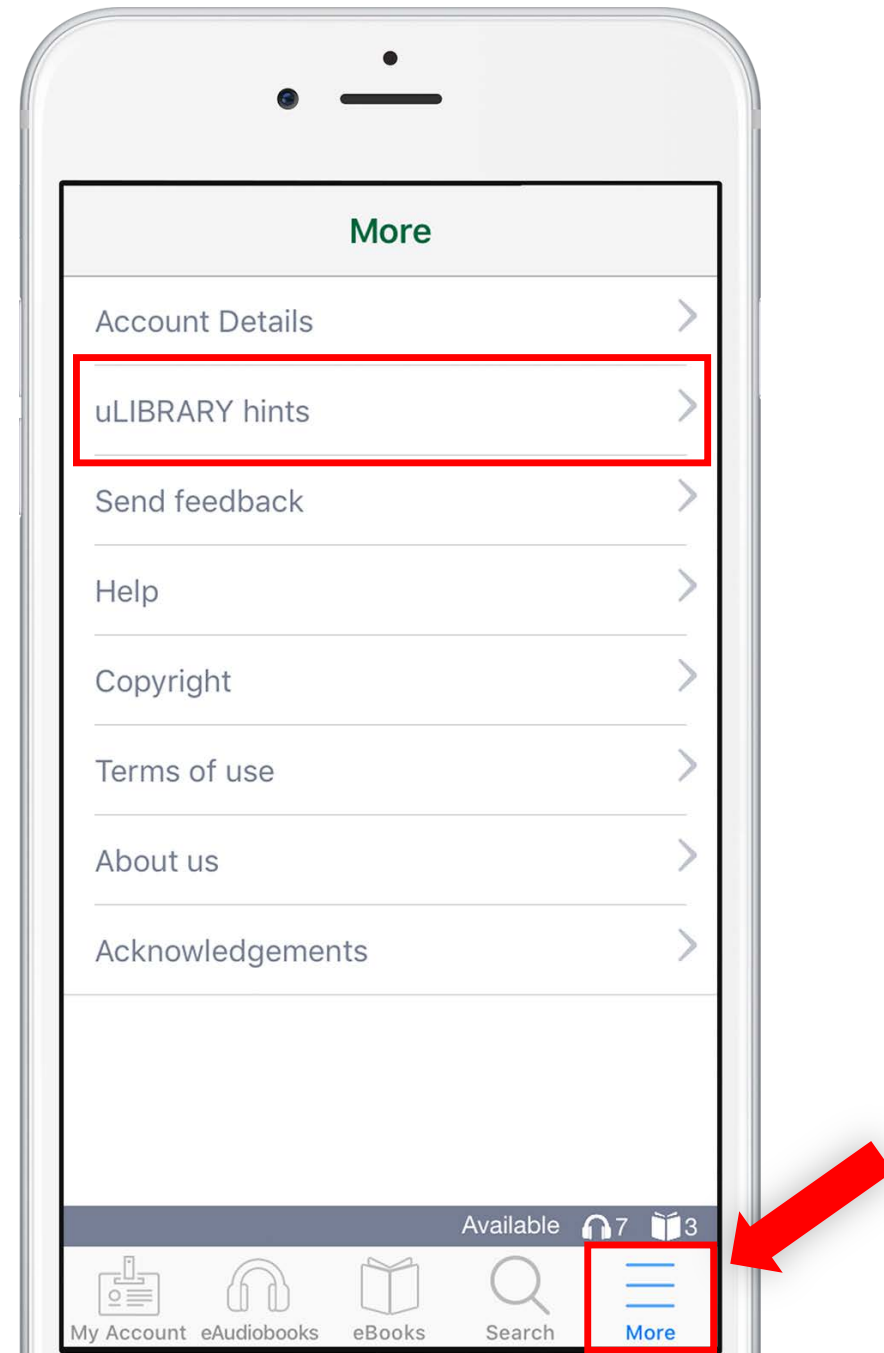 More
Account Details
uLIBRARY hints
Send feedback
Help
Copyright
Terms of use
About us
Acknowledgements
Available 7 3
My Account eAudiobooks eBooks Search More